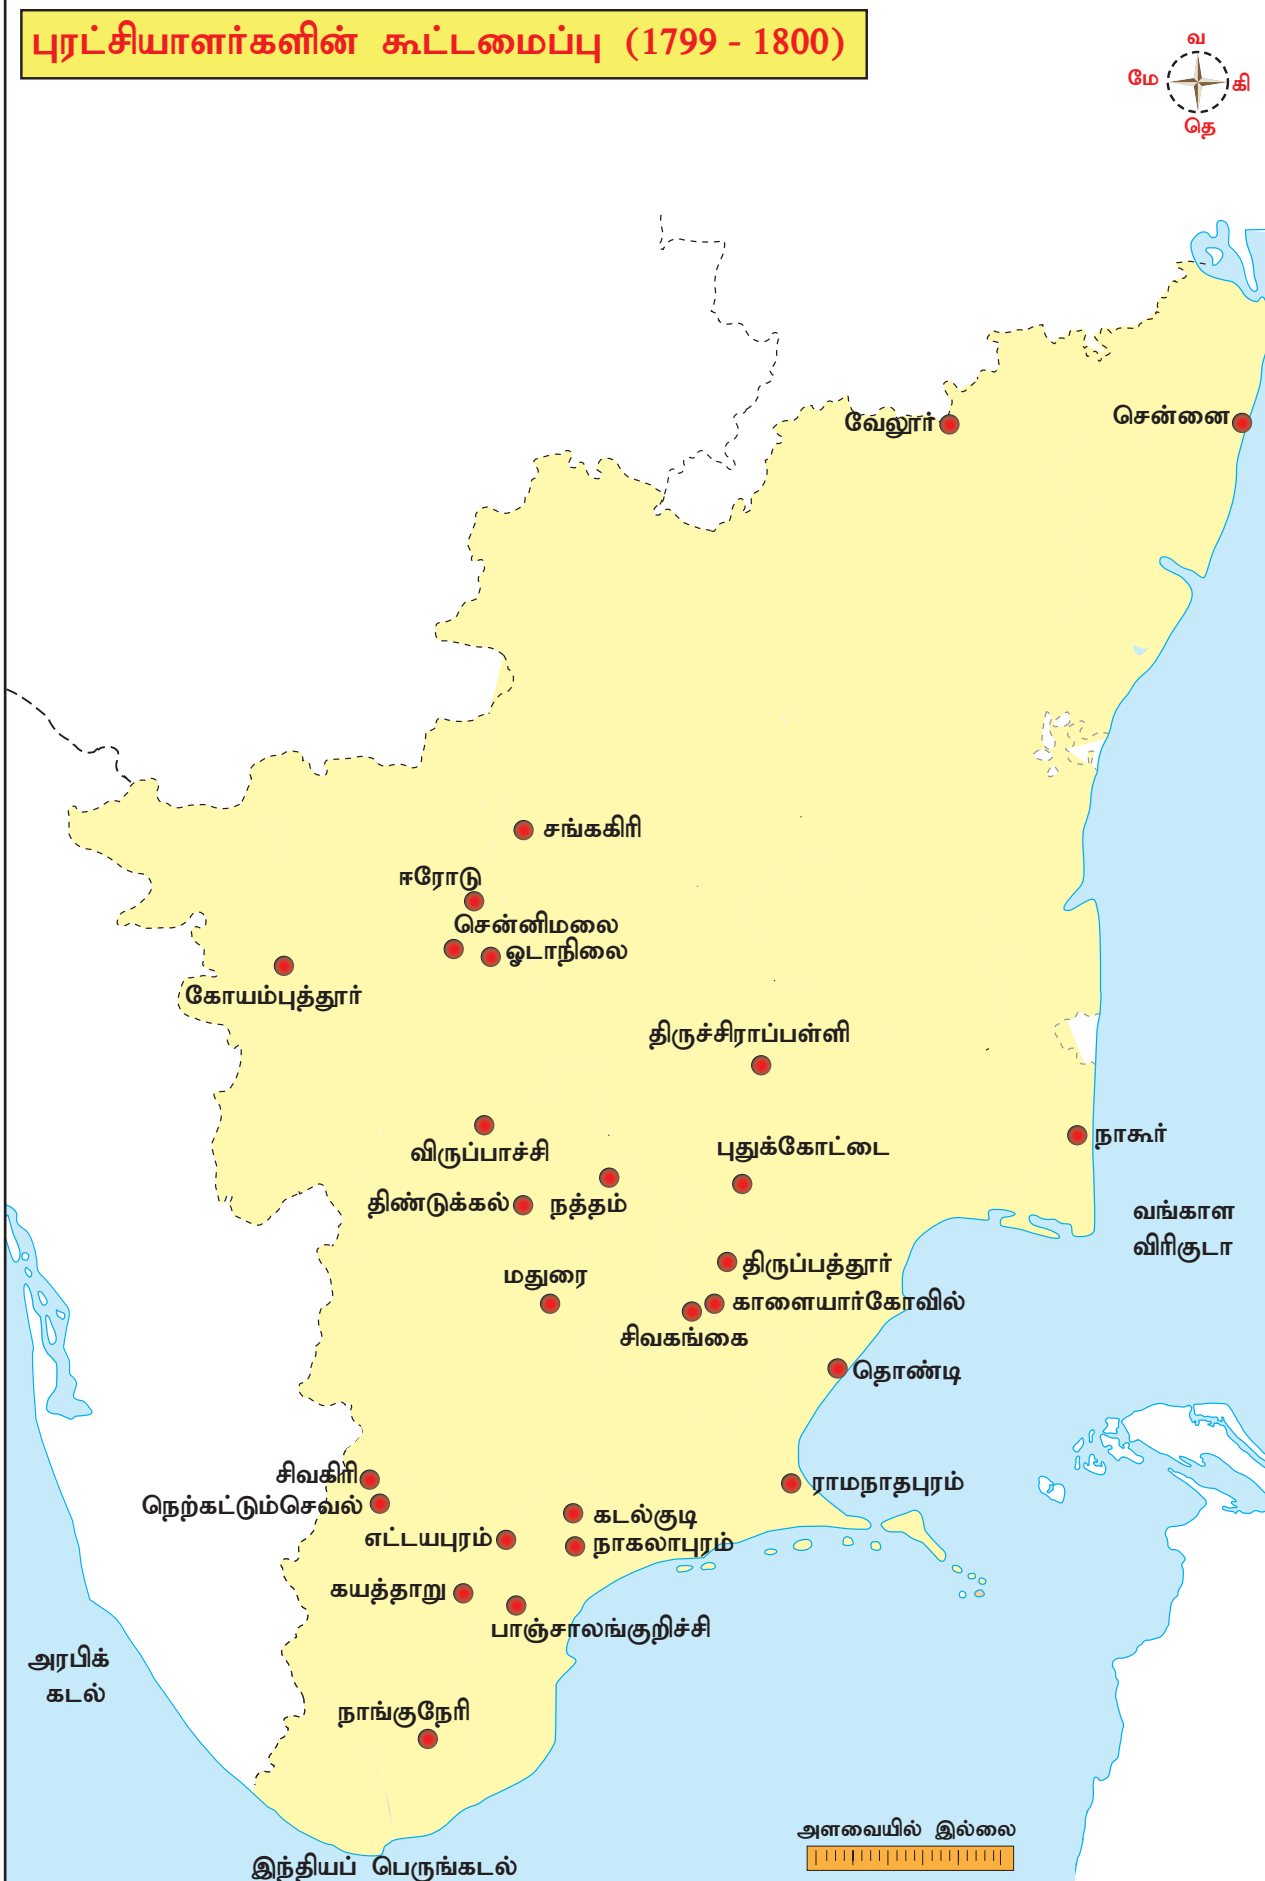 புரட்சியாளர்களின் கூட்டமைப்பு (1799 - 1800)
வ
மே
கி
தெ
வேலூர்
சென்னை
சங்ககிரி
ஈரோடு
சென்னிமலை
ஓடாநிலை
கோயம்புத்தூர்
திருச்சிராப்பள்ளி
விருப்பாச்சி
புதுக்கோட்டை
நாகூர்
திண்டுக்கல்
நத்தம்
வங்காள
விரிகுடா
திருப்பத்தூர்
மதுரை
காளையார்கோவில்
சிவகங்கை
தொண்டி
சிவகிரி
ராமநாதபுரம்
நெற்கட்டும்செவல்
கடல்குடி
எட்டயபுரம்
நாகலாபுரம்
கயத்தாறு
பாஞ்சாலங்குறிச்சி
அரபிக்
கடல்
நாங்குநேரி
அளவையில் இல்லை
இந்தியப் பெருங்கடல்